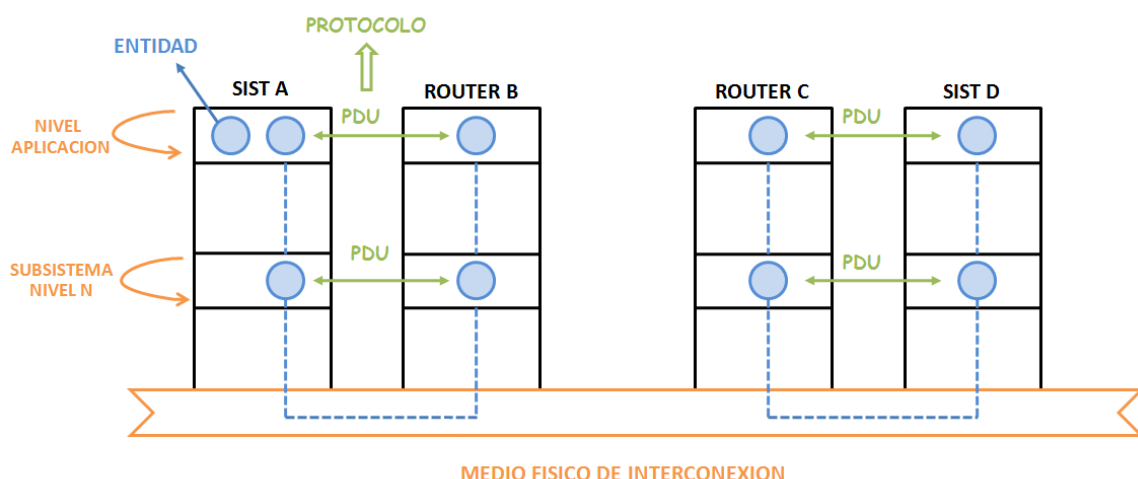 PROTOCOLO
ENTIDAD
SIST A
ROUTER B
ROUTER C
SIST D
NIVEL
APLICACION
PDU
PDU
SUBSISTEMA
NIVEL N
PDU
PDU
MEDIO FISICO DE INTERCONEXION